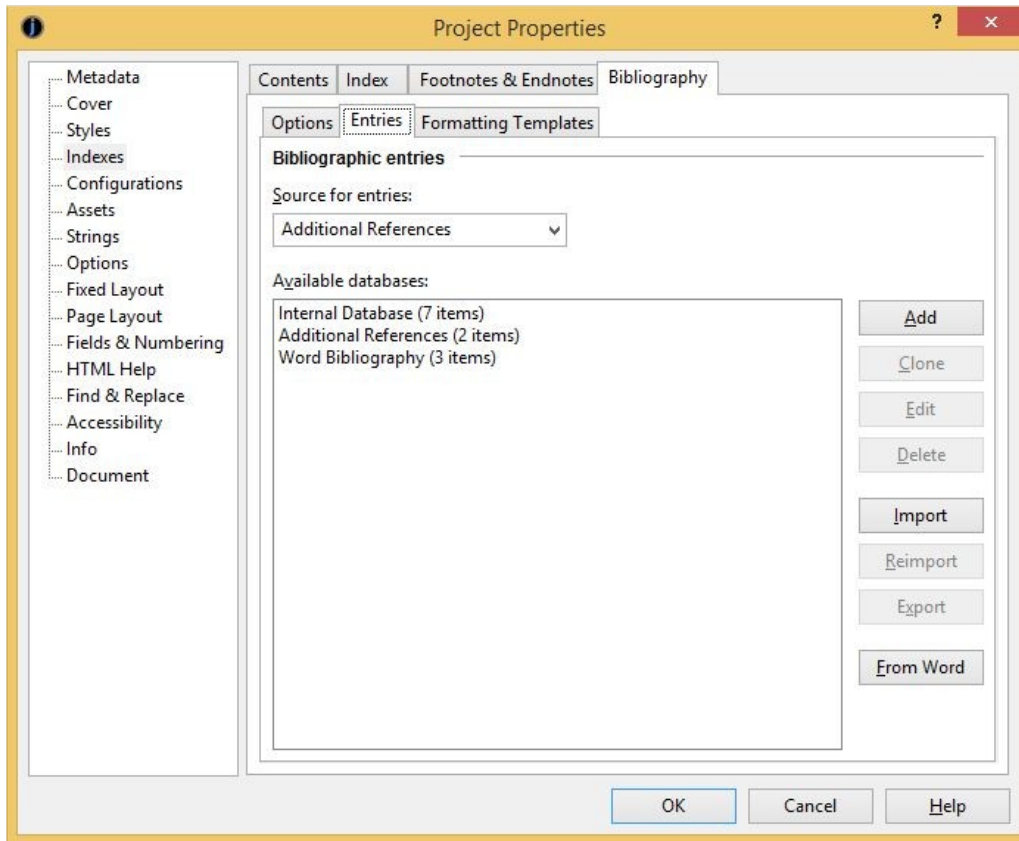 Project Properties
?
Metadata
Cover
Styles
Indexes
Configurations
Assets
Strings
Options
Fixed Layout
Page Layout
Fields & Numbering
HTML Help
Find & Replace
Accessibility
Info
Document
Contents Index Footnotes & Endnotes Bibliography
Options Entries Formatting Templates
Bibliographic entries
Source for entries:
Additional References
Available databases:
Internal Database (7 items)
Additional References (2 items)
Word Bibliography (3 items)
Add
Clone
Edit
Delete
Import
Reimport
Export
From Word
OK Cancel Help